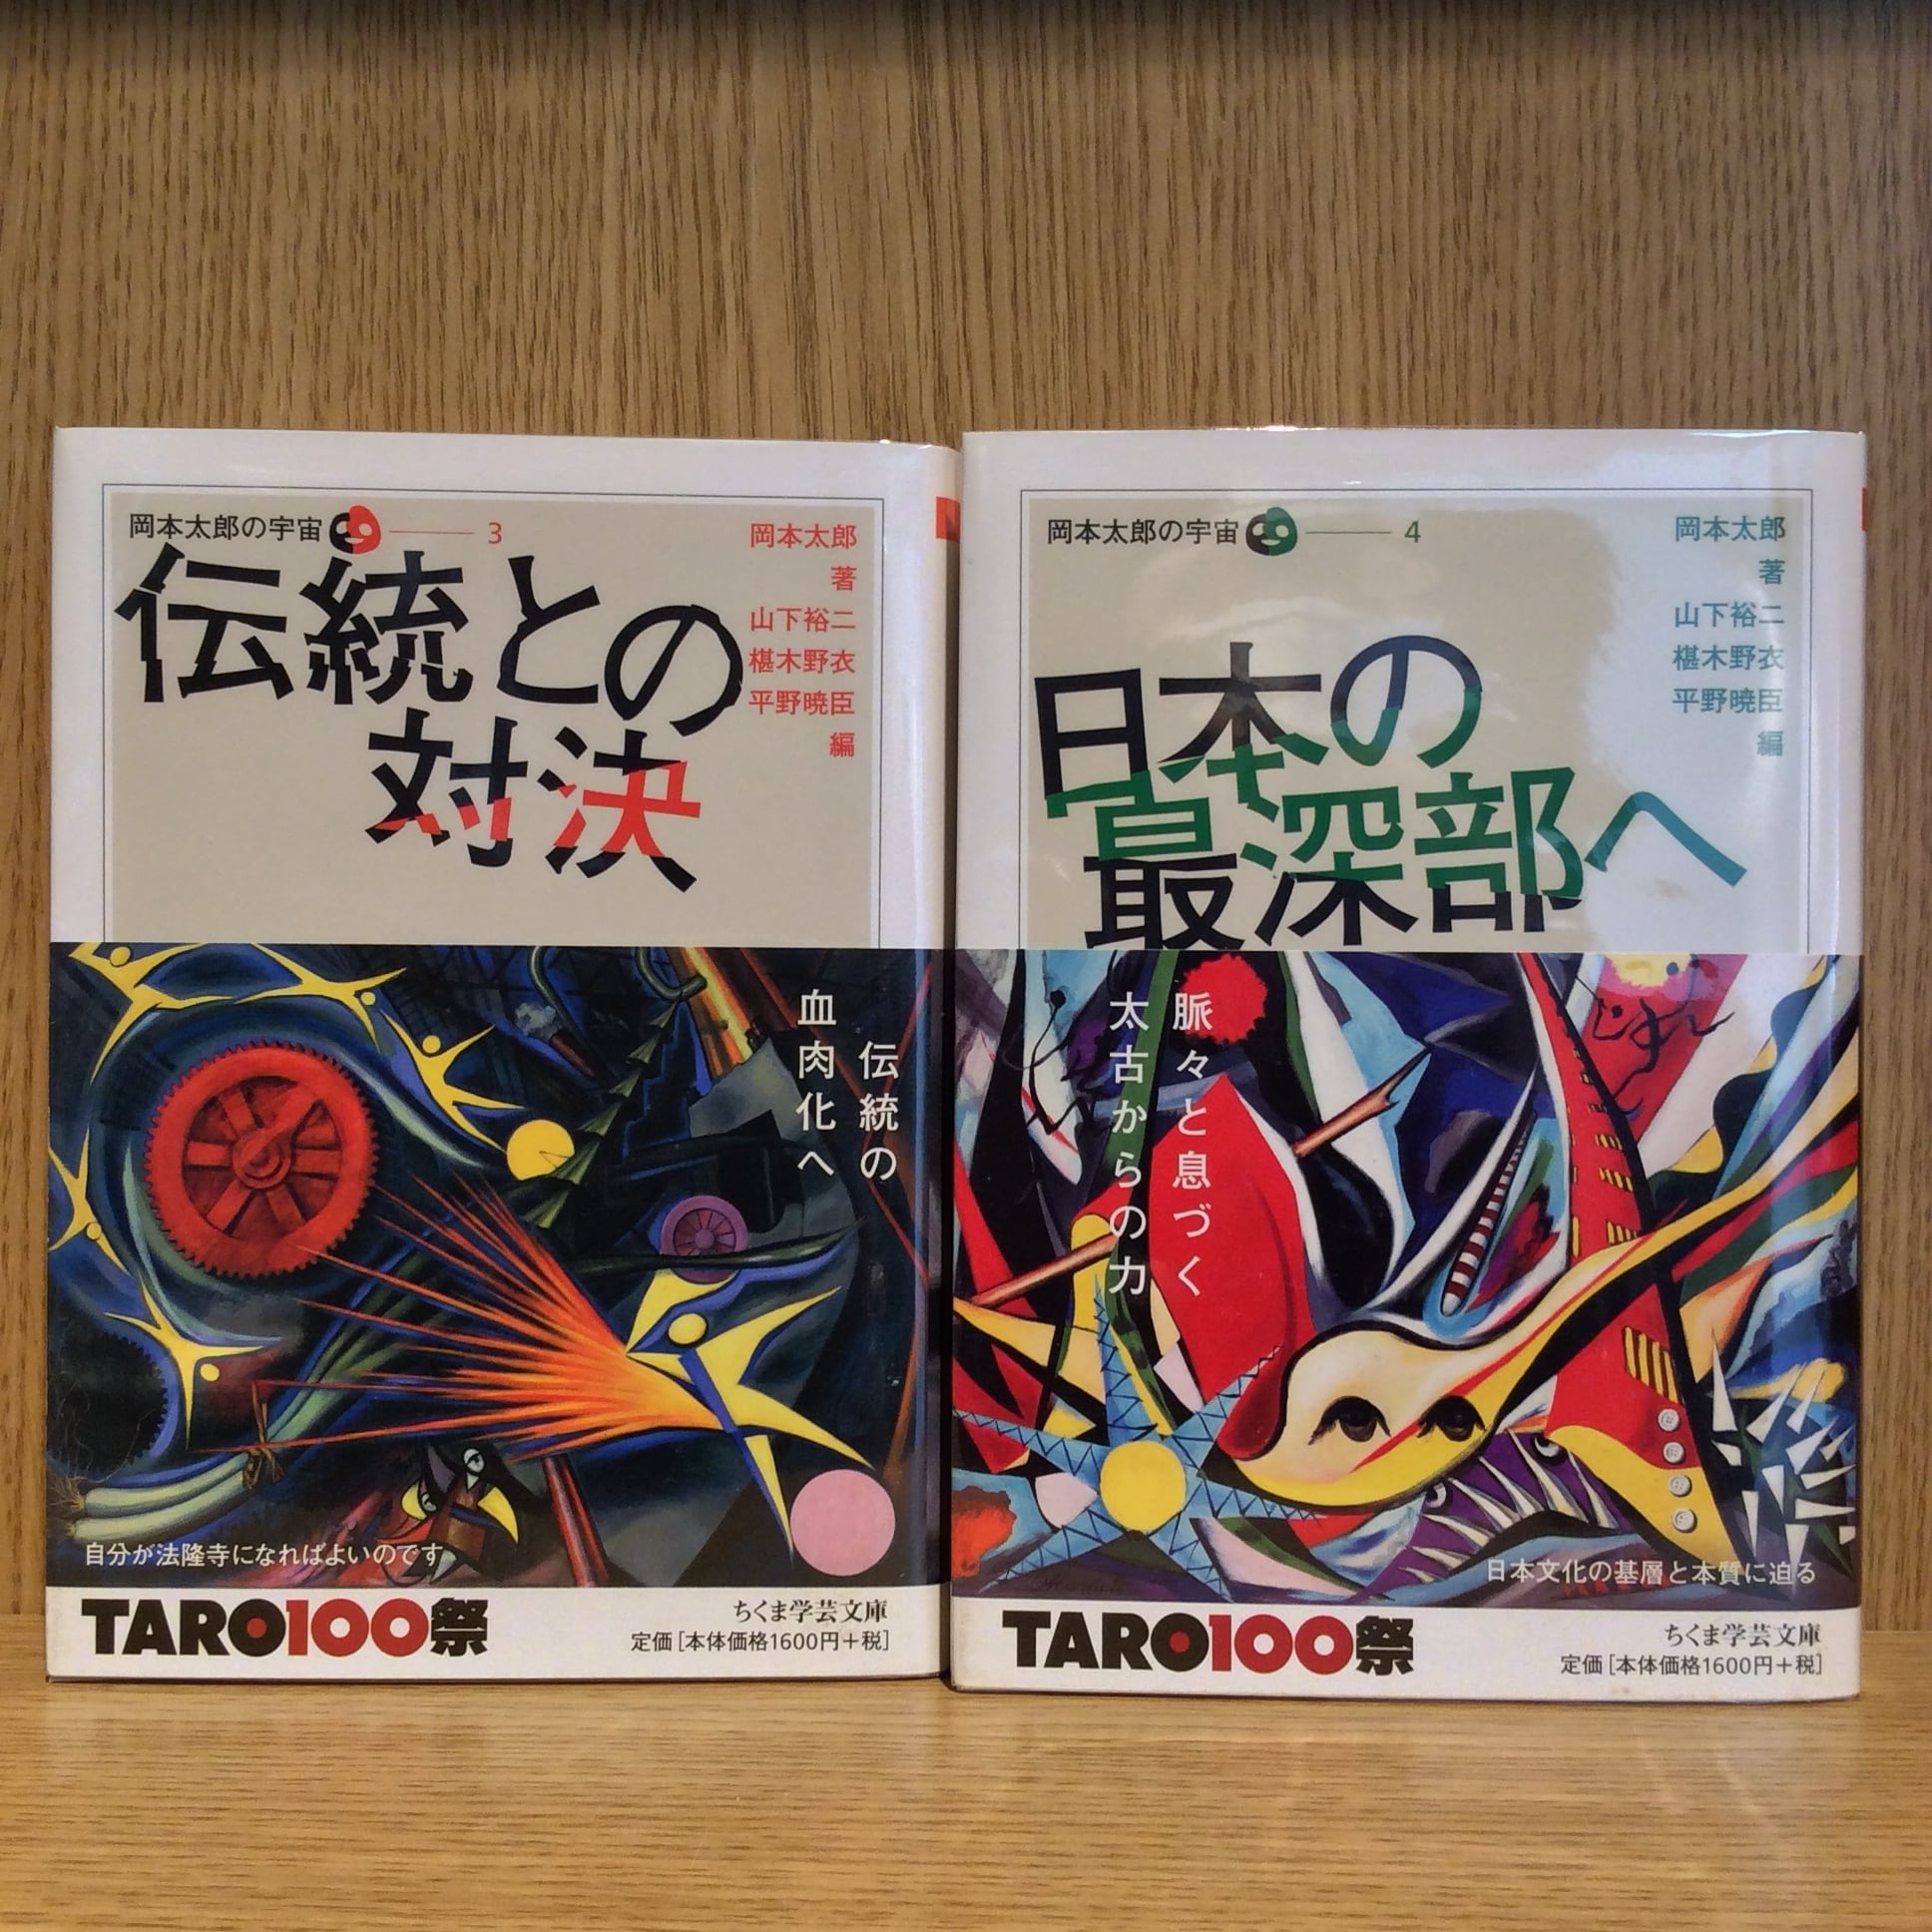 岡本太郎の宇宙 3
伝統との
対決
岡本太郎
著
山下裕二
椹木野衣
平野暁臣
編
伝統の
血肉化へ
自分が法隆寺になればよいのです
TARO100祭
ちくま学芸文庫
定価[本体価格1600円+税]
岡本太郎の宇宙 4
日本の
最深部へ
岡本太郎
著
山下裕二
椹木野衣
平野暁臣
編
脈々と息づく
太古からの力
日本文化の基層と本質に迫る
TARO100祭
ちくま学芸文庫
定価[本体価格1600円+税]